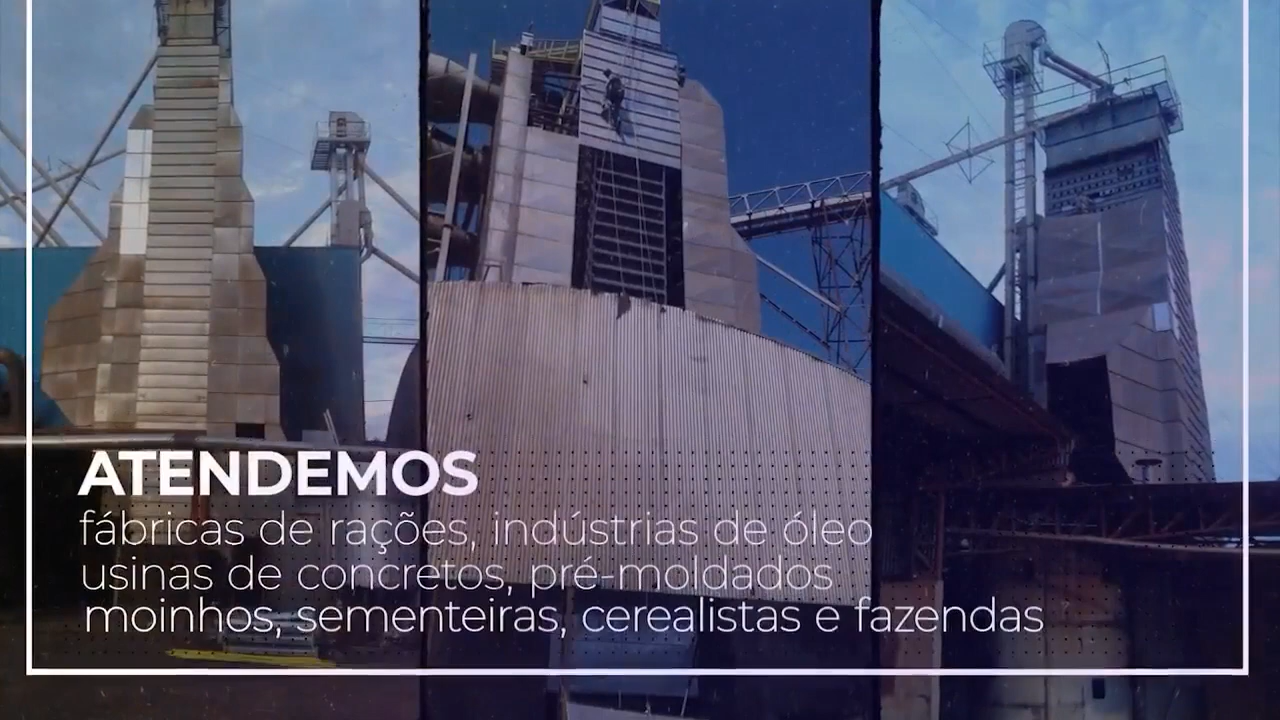 ATENDEMOS
fábricas de rações, indústrias de óleo
usinas de concretos, pré-moldados
moinhos, sementeiras, cerealistas e fazendas